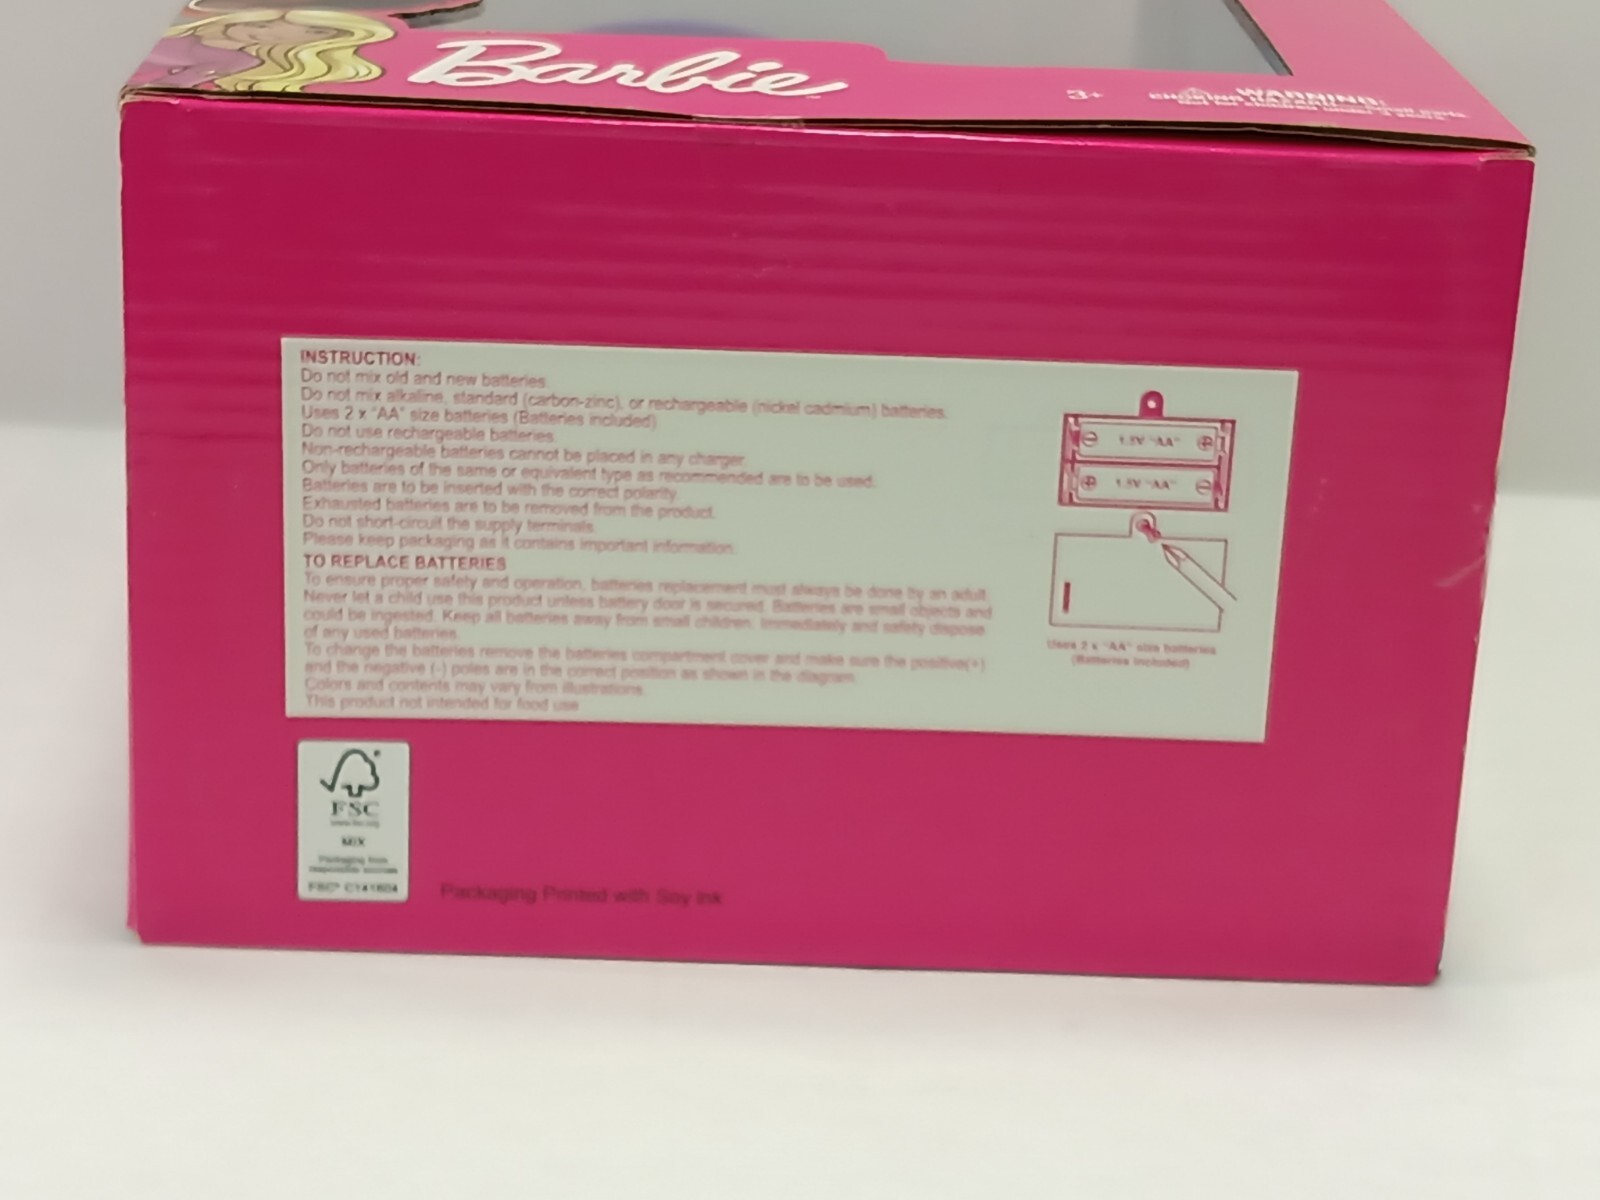 Barbie
3+
WARNING:
CHOKING HAZARD
INSTRUCTION:
Do not mix old and new batteries.
Do not mix alkaline, standard (carbon-zinc), or rechargeable (nickel cadmium) batteries.
Uses 2 x "AA" size batteries (Batteries included)
Do not use rechargeable batteries.
Non-rechargeable batteries cannot be placed in any charger.
Only batteries of the same or equivalent type as recommended are to be used.
Batteries are to be inserted with the correct polarity.
Exhausted batteries are to be removed from the product.
Do not short-circuit the supply terminals.
Please keep packaging as it contains important information.
TO REPLACE BATTERIES
To ensure proper safety and operation, batteries replacement must always be done by an adult.
Never let a child use this product unless battery door is secured. Batteries are small objects and
could be ingested. Keep all batteries away from small children. Immediately and safely dispose
of any used batteries.
To change the batteries remove the batteries compartment cover and make sure the positive(+)
and the negative (-) poles are in the correct position as shown in the diagram.
Colors and contents may vary from illustrations.
This product not intended for food use
1.5V "AA"
1.5V "AA"
Uses 2 x "AA" size batteries
(Batteries included)
FSC
www.fsc.org
MIX
Packaging from
responsible sources
FSC® C141604
Packaging Printed with Soy Ink